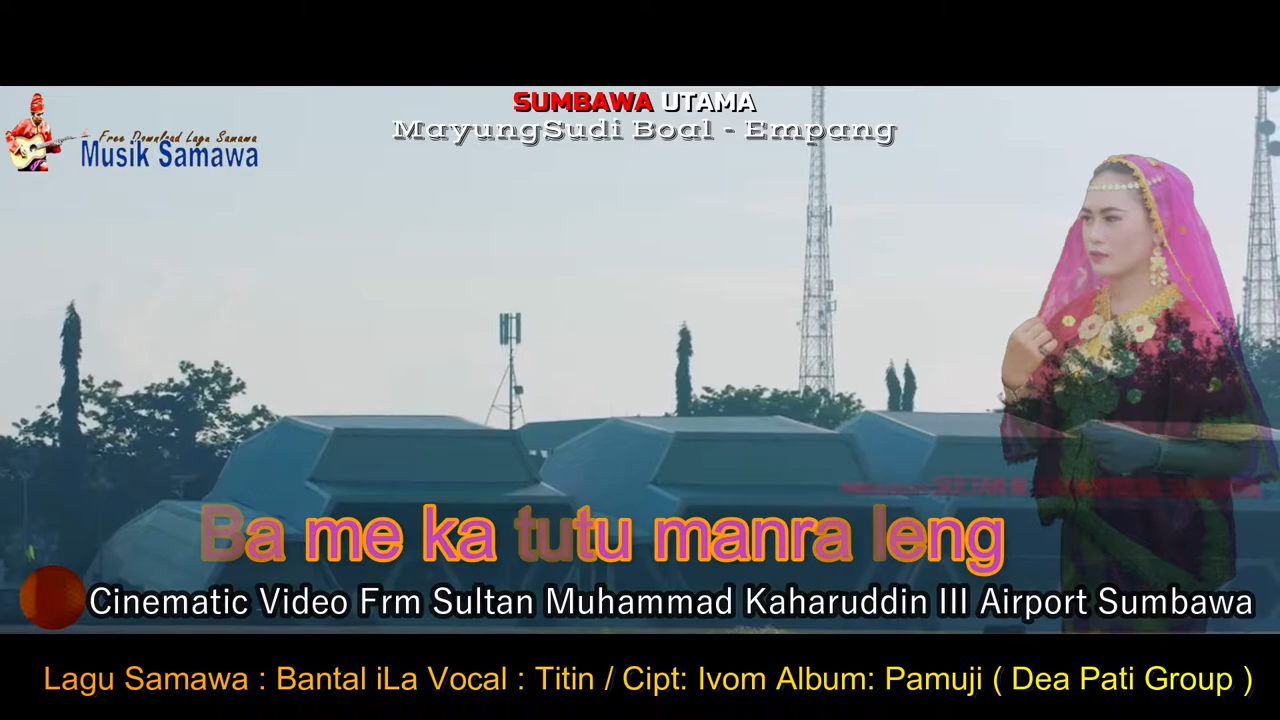 SUMBAWA UTAMA
MayungSudi Boal - Empang
Free Download Lagu Samawa
Musik Samawa
SULTAN
Ba me ka tutu manra leng
Cinematic Video Frm Sultan Muhammad Kaharuddin III Airport Sumbawa
Lagu Samawa : Bantal iLa Vocal : Titin / Cipt: Ivom Album: Pamuji ( Dea Pati Group )